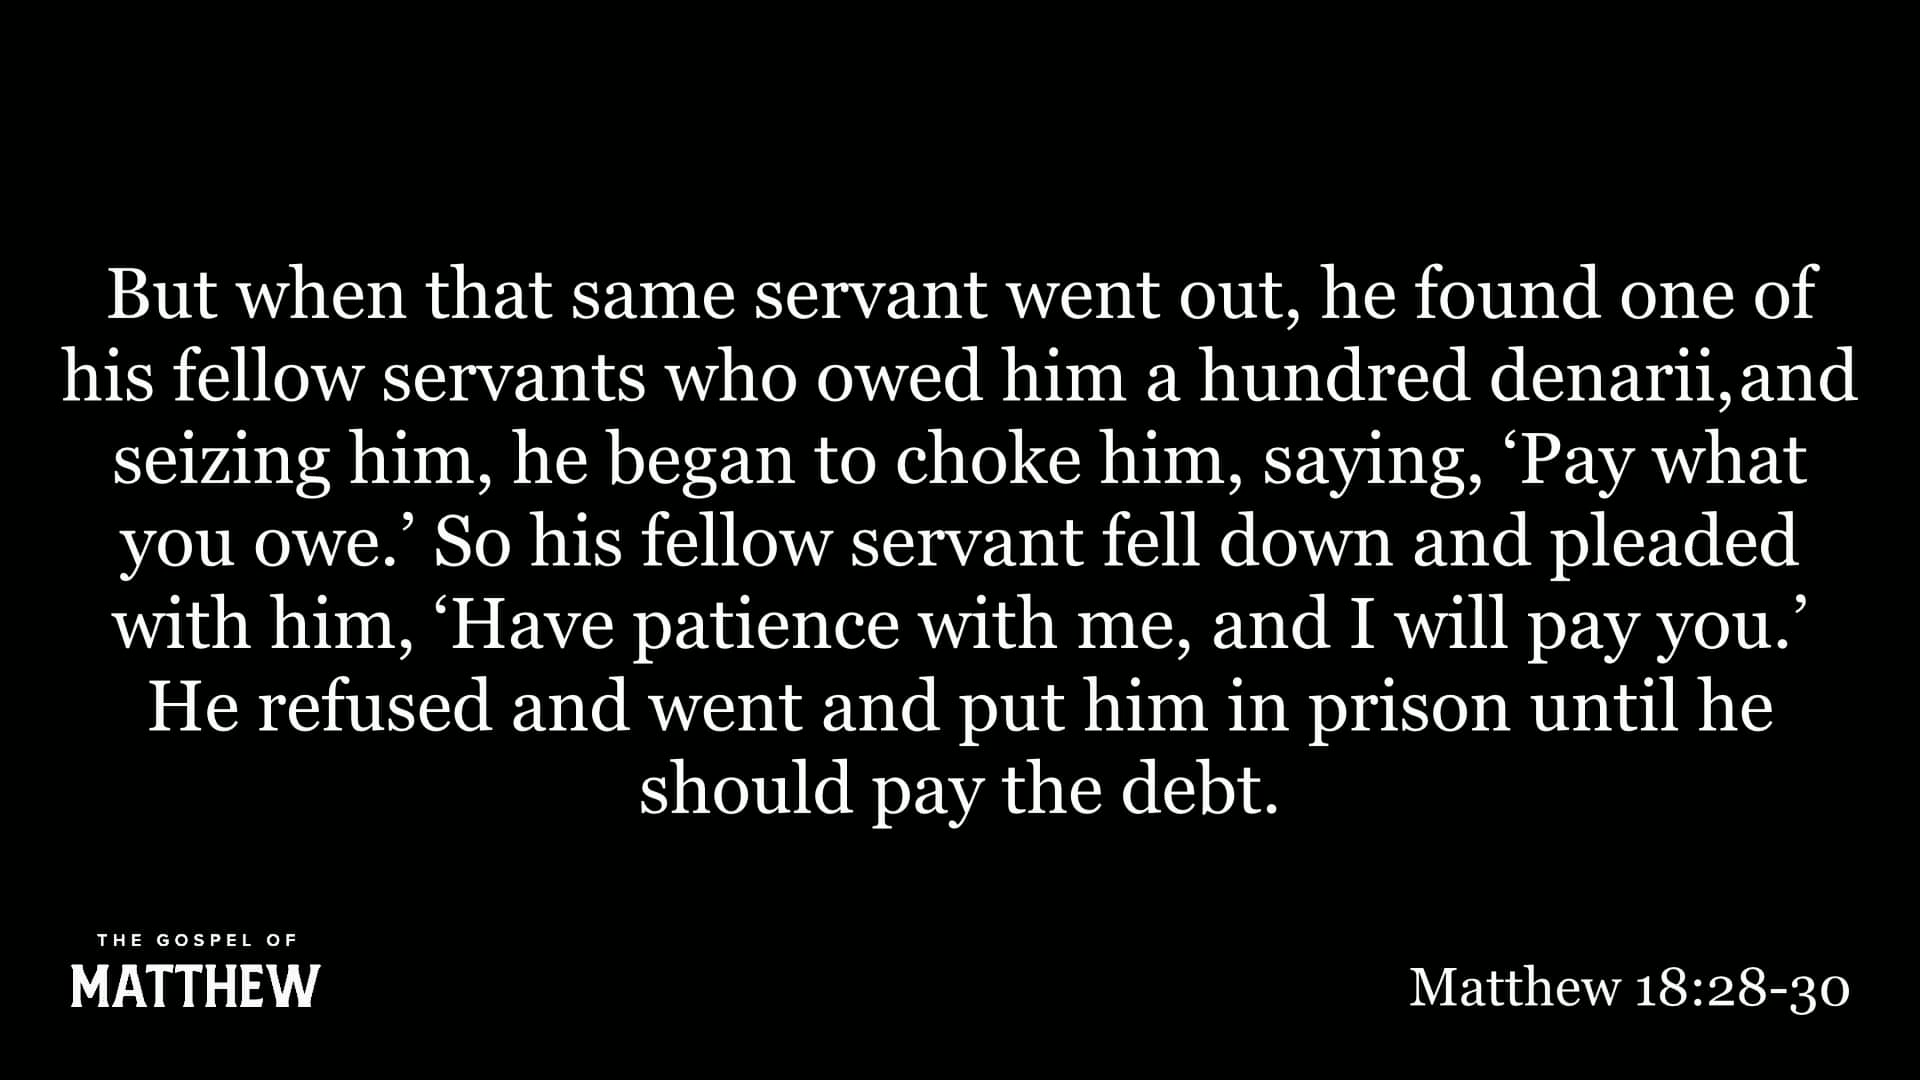 But when that same servant went out, he found one of
his fellow servants who owed him a hundred denarii,and
seizing him, he began to choke him, saying, ‘Pay what
you owe.’ So his fellow servant fell down and pleaded
with him, ‘Have patience with me, and I will pay you.’
He refused and went and put him in prison until he
should pay the debt.
THE GOSPEL OF
MATTHEW
Matthew 18:28-30